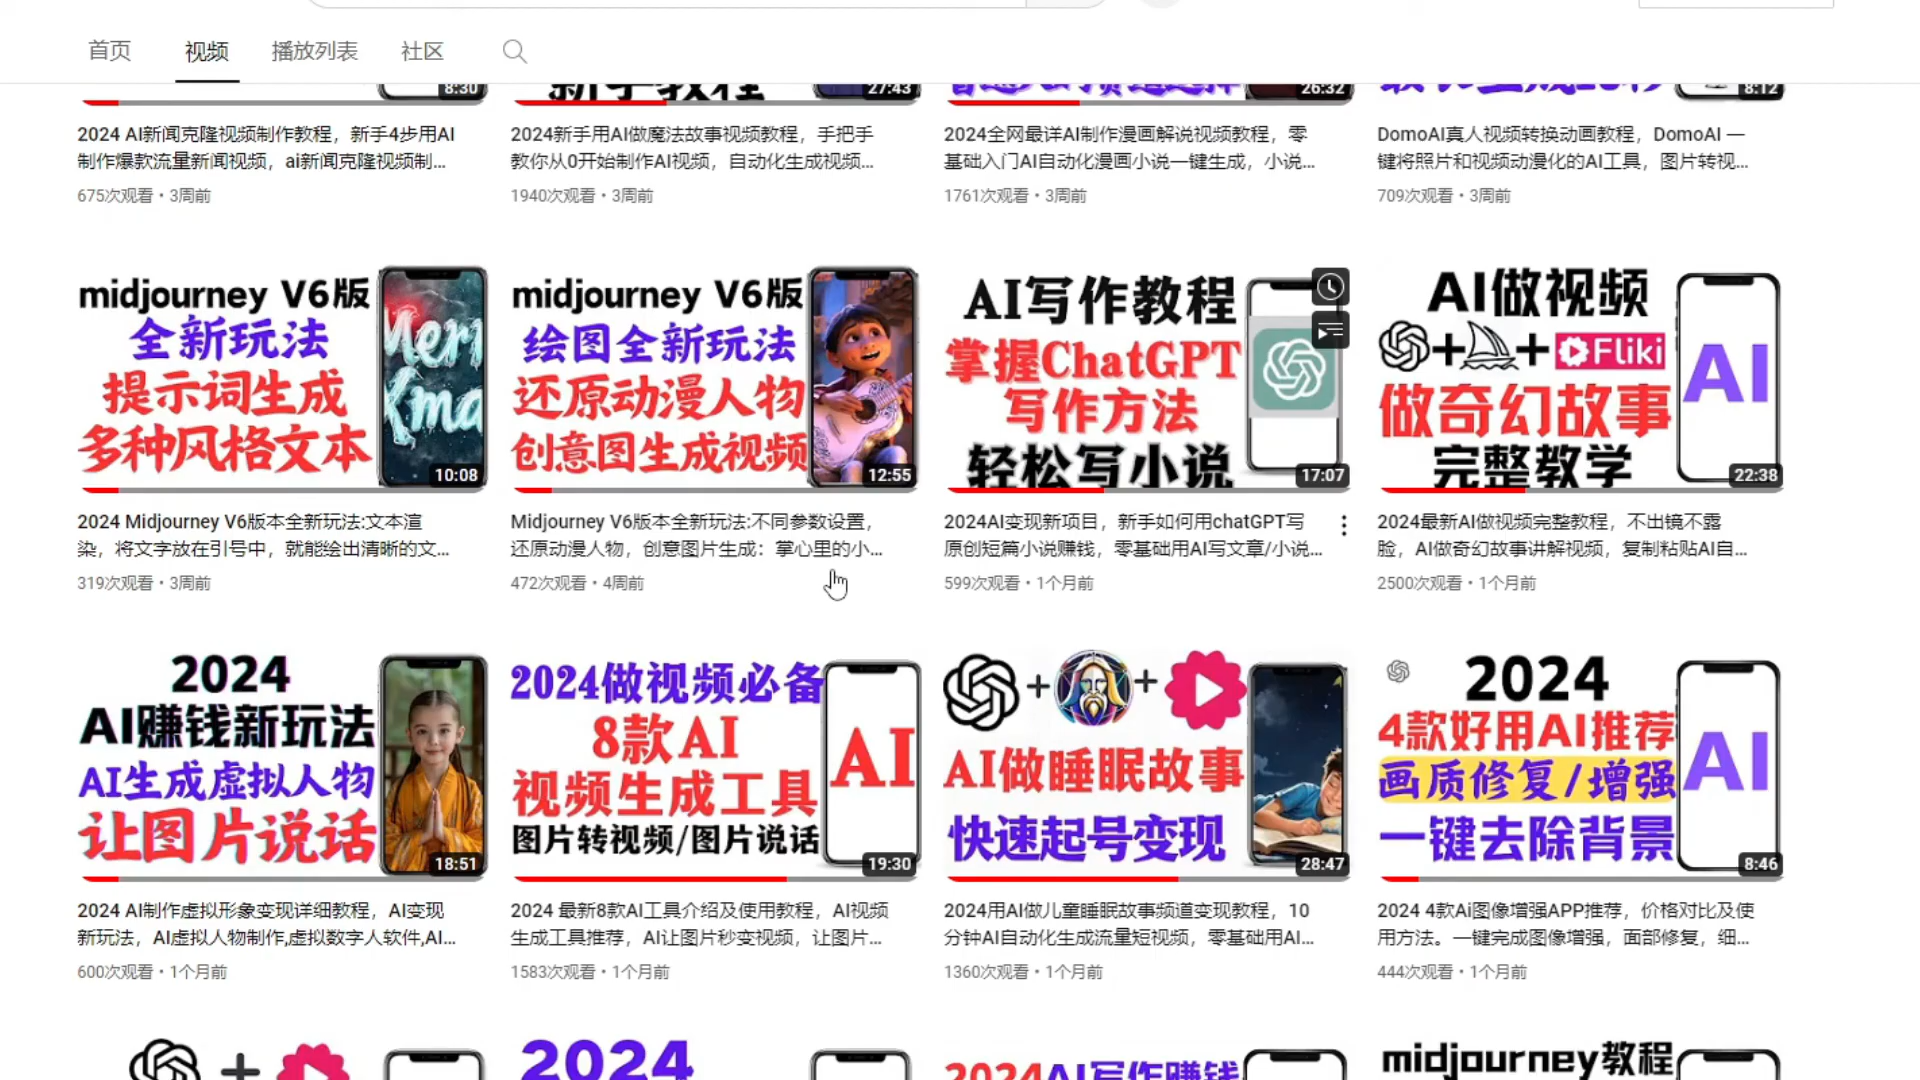 首页 视频 播放列表 社区
8:30
新手教程
27:43
26:32
8:12
2024 AI新闻克隆视频制作教程，新手4步用AI
制作爆款流量新闻视频，ai新闻克隆视频制...
675次观看・3周前
2024新手用AI做魔法故事视频教程，手把手
教你从0开始制作AI视频，自动化生成视频...
1940次观看・3周前
2024全网最详AI制作漫画解说视频教程，零
基础入门AI自动化漫画小说一键生成，小说...
1761次观看・3周前
DomoAI真人视频转换动画教程，DomoAI 一
键将照片和视频动漫化的AI工具，图片转视...
709次观看・3周前
midjourney V6版
全新玩法
提示词生成
多种风格文本
10:08
midjourney V6版
绘图全新玩法
还原动漫人物
创意图生成视频
12:55
AI写作教程
掌握ChatGPT
写作方法
轻松写小说
17:07
AI做视频
+ + Fliki
做奇幻故事
完整教学
AI
22:38
2024 Midjourney V6版本全新玩法:文本渲
染，将文字放在引号中，就能绘出清晰的文...
319次观看・3周前
Midjourney V6版本全新玩法:不同参数设置，
还原动漫人物，创意图片生成：掌心里的小...
472次观看・4周前
2024AI变现新项目，新手如何用chatGPT写
原创短篇小说赚钱，零基础用AI写文章/小说...
599次观看・1个月前
2024最新AI做视频完整教程，不出镜不露
脸，AI做奇幻故事讲解视频，复制粘贴AI自...
2500次观看・1个月前
2024
AI赚钱新玩法
AI生成虚拟人物
让图片说话
18:51
2024做视频必备
8款AI
视频生成工具
图片转视频/图片说话
AI
19:30
+ +
AI做睡眠故事
快速起号变现
28:47
2024
4款好用AI推荐
画质修复/增强
一键去除背景
AI
8:46
2024 AI制作虚拟形象变现详细教程，AI变现
新玩法，AI虚拟人物制作,虚拟数字人软件,AI...
600次观看・1个月前
2024 最新8款AI工具介绍及使用教程，AI视频
生成工具推荐，AI让图片秒变视频，让图片...
1583次观看・1个月前
2024用AI做儿童睡眠故事频道变现教程，10
分钟AI自动化生成流量短视频，零基础用AI...
1360次观看・1个月前
2024 4款Ai图像增强APP推荐，价格对比及使
用方法。一键完成图像增强，面部修复，细...
444次观看・1个月前
+
2024
2024AI写作赚钱
midjourney教程